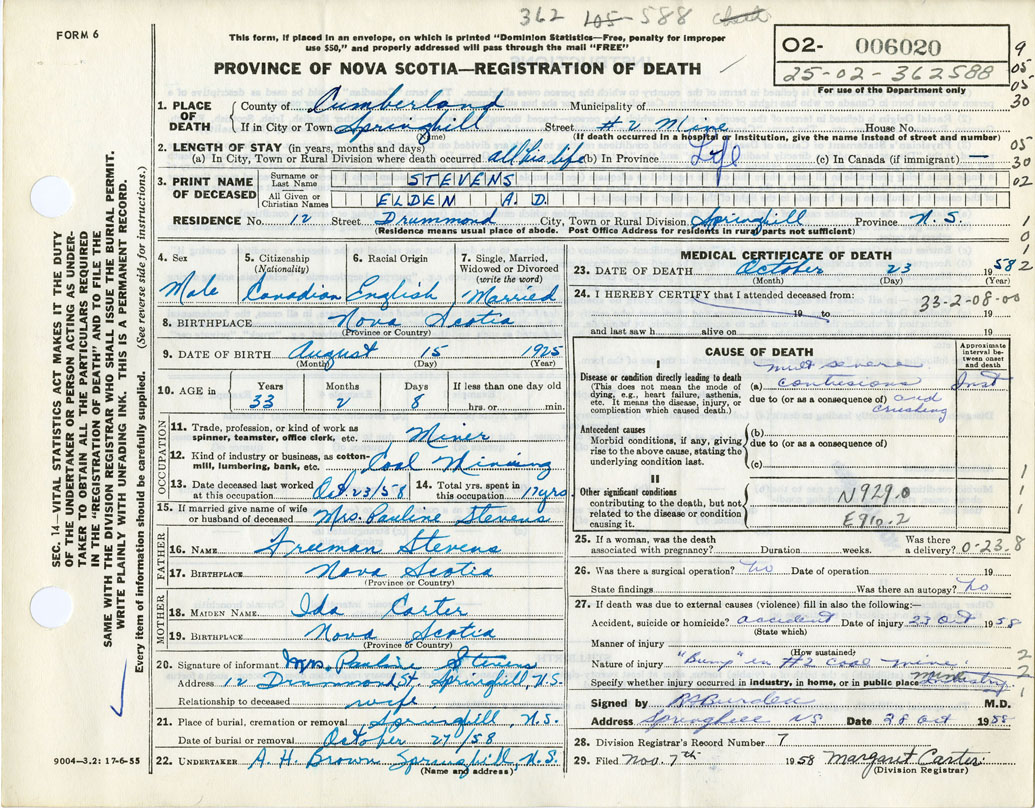 362 105-588
FORM 6
This form, if placed in an envelope, on which is printed "Dominion Statistics—Free, penalty for improper
use $50," and properly addressed will pass through the mail "FREE"
O2- 006020
25-02-362588
For use of the Department only
PROVINCE OF NOVA SCOTIA—REGISTRATION OF DEATH
9
05
05
30
1. PLACE OF DEATH
County of Cumberland Municipality of
If in City or Town Springhill Street #2 Mine House No.
(Name) (If death occurred in a hospital or institution, give the name instead of street and number)
2. LENGTH OF STAY (in years, months and days)
(a) In City, Town or Rural Division where death occurred all his life (b) In Province Life (c) In Canada (if immigrant) —
05
30
02
3. PRINT NAME OF DECEASED
Surname or Last Name STEVENS
All Given or Christian Names ELDEN A.D.
RESIDENCE No. 12 Street Drummond City, Town or Rural Division Springhill Province N.S.
(Residence means usual place of abode. Post Office Address for residents in rural parts not sufficient)
SEC. 14—VITAL STATISTICS ACT MAKES IT THE DUTY
OF THE UNDERTAKER OR PERSON ACTING AS UNDER-
TAKER TO OBTAIN ALL THE PARTICULARS REQUIRED
IN THE "REGISTRATION OF DEATH" AND TO FILE THE
SAME WITH THE DIVISION REGISTRAR WHO SHALL ISSUE THE BURIAL PERMIT.
WRITE PLAINLY WITH UNFADING INK. THIS IS A PERMANENT RECORD.
Every item of information should be carefully supplied. (See reverse side for instructions.)
4. Sex Male
5. Citizenship (Nationality) Canadian
6. Racial Origin English
7. Single, Married, Widowed or Divorced (write the word) Married
8. BIRTHPLACE Nova Scotia
(Province or Country)
9. DATE OF BIRTH August 15 1925
(Month) (Day) (Year)
10. AGE in Years 33 Months 2 Days 8 If less than one day old hrs. or min.
OCCUPATION
11. Trade, profession or kind of work as spinner, teamster, office clerk, etc. Miner
12. Kind of industry or business, as cotton-mill, lumbering, bank, etc. Coal Mining
13. Date deceased last worked at this occupation Oct. 23/58
14. Total yrs. spent in this occupation 17 yrs.
15. If married give name of wife or husband of deceased Mrs. Pauline Stevens
FATHER
16. NAME Freeman Stevens
17. BIRTHPLACE Nova Scotia
(Province or Country)
MOTHER
18. MAIDEN NAME Ida Carter
19. BIRTHPLACE Nova Scotia
(Province or Country)
20. Signature of informant Mrs. Pauline Stevens
Address 12 Drummond St, Springhill, N.S.
Relationship to deceased wife
21. Place of burial, cremation or removal Springhill, N.S.
Date of burial or removal October 27/58
22. UNDERTAKER A. H. Brown Springhill, N.S.
(Name and address)
9004—3.2: 17-6-55
MEDICAL CERTIFICATE OF DEATH
23. DATE OF DEATH October 23 1958
(Month) (Day) (Year)
24. I HEREBY CERTIFY that I attended deceased from: 33-2-08-00
19 to 19
and last saw h alive on 19
CAUSE OF DEATH
Approximate interval between onset and death
I
Disease or condition directly leading to death
(This does not mean the mode of dying, e.g., heart failure, asthenia, etc. It means the disease, injury, or complication which caused death.)
(a) mult severe contusions Inst
due to (or as a consequence of) and crushing
Antecedent causes
Morbid conditions, if any, giving rise to the above cause, stating the underlying condition last.
(b)
due to (or as a consequence of)
(c)
II
Other significant conditions contributing to the death, but not related to the disease or condition causing it.
N929.0
E910.2
25. If a woman, was the death associated with pregnancy? Duration weeks. Was there a delivery? 0-23.8
26. Was there a surgical operation? no Date of operation 19
State findings Was there an autopsy? no
27. If death was due to external causes (violence) fill in also the following:—
Accident, suicide or homicide? accident Date of injury 23 Oct 1958
(State which)
Manner of injury
(How sustained)
Nature of injury "Bump" in #2 coal mine.
Specify whether injury occurred in industry, in home, or in public place mine industry
Signed by M.D.
Address Springhill NS Date 28 Oct 1958
28. Division Registrar's Record Number 7
29. Filed Nov. 7th 1958 Margaret Carter
(Division Registrar)